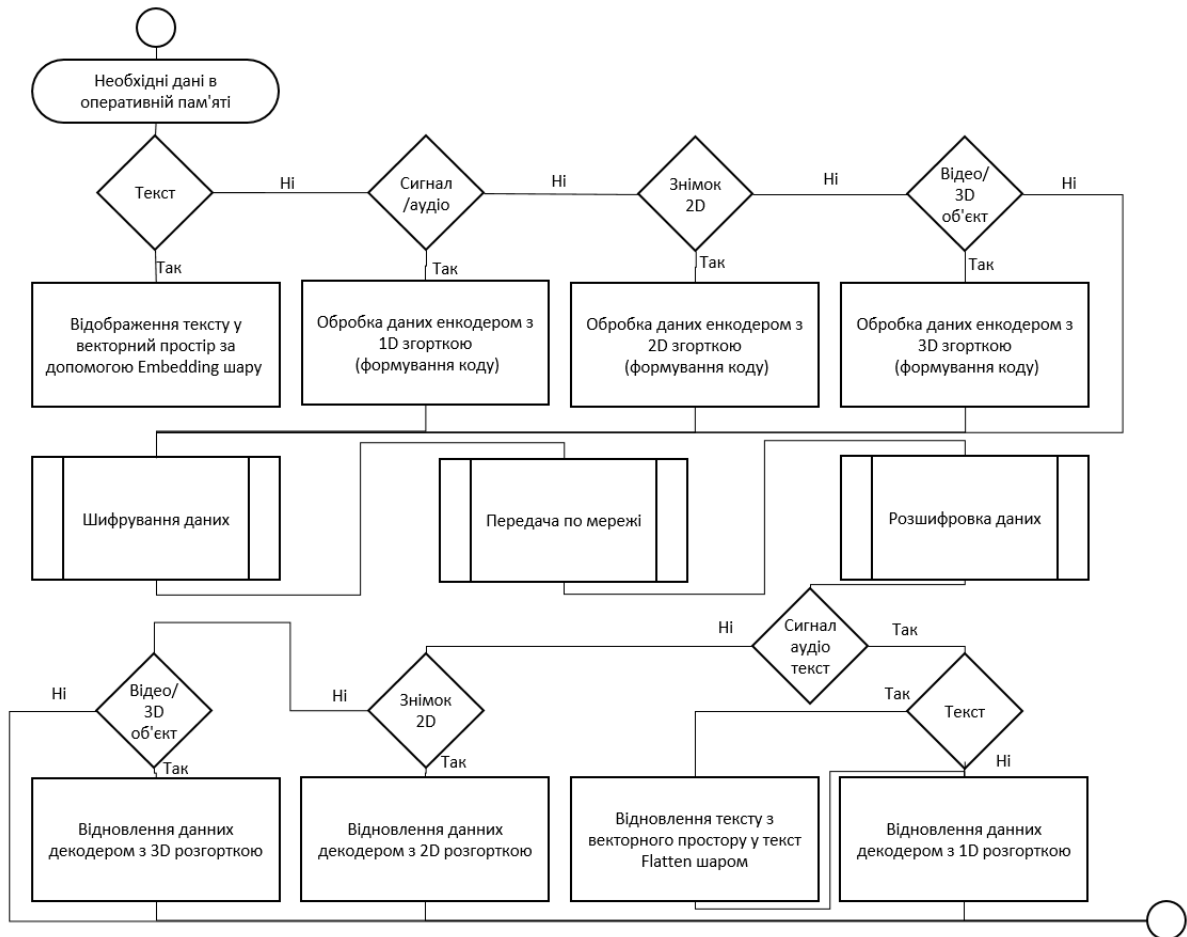 Необхідні дані в
оперативній пам'яті
Текст
Ні
Сигнал
/аудіо
Ні
Знімок
2D
Ні
Відео/
3D
об'єкт
Ні
Так
Так
Так
Так
Відображення тексту у
векторний простір за
допомогою Embedding шару
Обробка даних енкодером з
1D згорткою
(формування коду)
Обробка даних енкодером з
2D згорткою
(формування коду)
Обробка даних енкодером з
3D згорткою
(формування коду)
Шифрування даних
Передача по мережі
Розшифровка даних
Ні
Сигнал
аудіо
текст
Так
Ні
Відео/
3D
об'єкт
Ні
Знімок
2D
Так
Текст
Так
Так
Ні
Відновлення данних
декодером з 3D розгорткою
Відновлення данних
декодером з 2D розгорткою
Відновлення тексту з
векторного простору у текст
Flatten шаром
Відновлення данних
декодером з 1D розгорткою